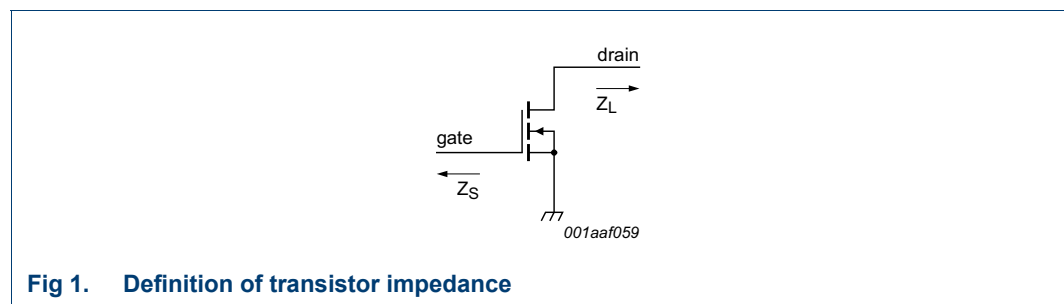 drain
Z_L
gate
Z_S
001aaf059
Fig 1. Definition of transistor impedance